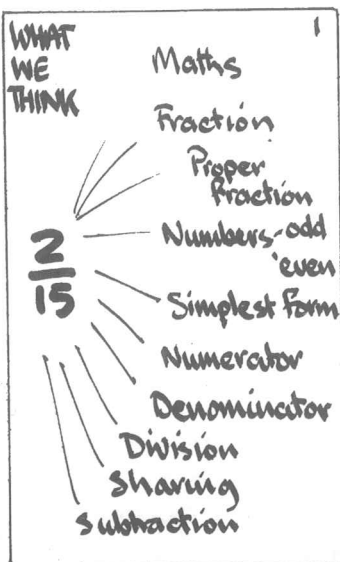 WHAT
WE
THINK
1
Maths
Fraction
Proper
fraction
Numbers-odd
'even
2
15
Simplest form
Numerator
Denominator
Division
Sharing
Subtraction